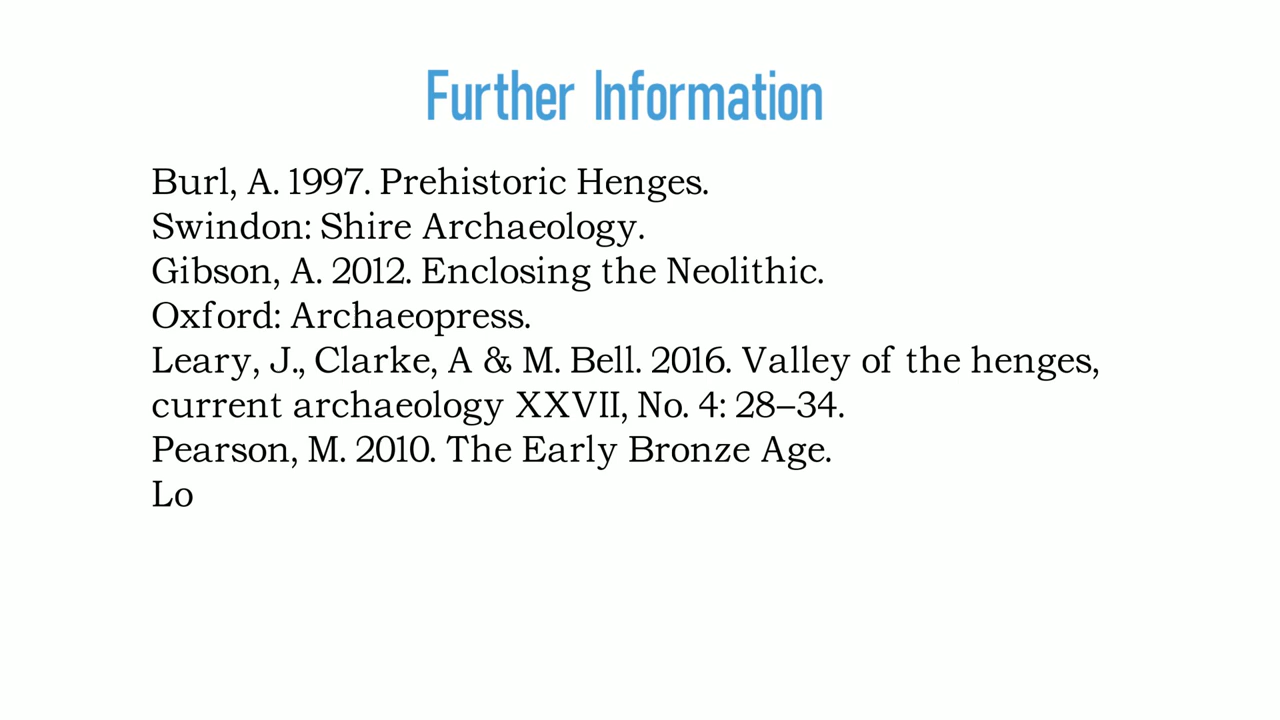 Further Information
Burl, A. 1997. Prehistoric Henges.
Swindon: Shire Archaeology.
Gibson, A. 2012. Enclosing the Neolithic.
Oxford: Archaeopress.
Leary, J., Clarke, A & M. Bell. 2016. Valley of the henges,
current archaeology XXVII, No. 4: 28–34.
Pearson, M. 2010. The Early Bronze Age.
Lo